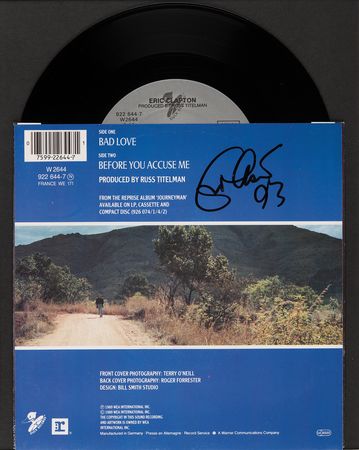 ERIC CLAPTON
PRODUCED BY RUSS TITELMAN
922 644-7
W2644
0 1
7599-22644-7
W 2644
922 644-7 N
FRANCE WE 171
SIDE ONE
BAD LOVE
SIDE TWO
BEFORE YOU ACCUSE ME
PRODUCED BY RUSS TITELMAN
FROM THE REPRISE ALBUM 'JOURNEYMAN'
AVAILABLE ON LP, CASSETTE AND
COMPACT DISC (926 074/1/4/2)
93
FRONT COVER PHOTOGRAPHY: TERRY O'NEILL
BACK COVER PHOTOGRAPHY: ROGER FORRESTER
DESIGN: BILL SMITH STUDIO
℗ 1989 WEA INTERNATIONAL INC.
© 1989 WEA INTERNATIONAL INC.
THE COPYRIGHT IN THIS SOUND RECORDING
AND ARTWORK IS OWNED BY WEA
INTERNATIONAL INC.
Manufactured in Germany · Presse en Allemagne · Record Service · A Warner Communications Company